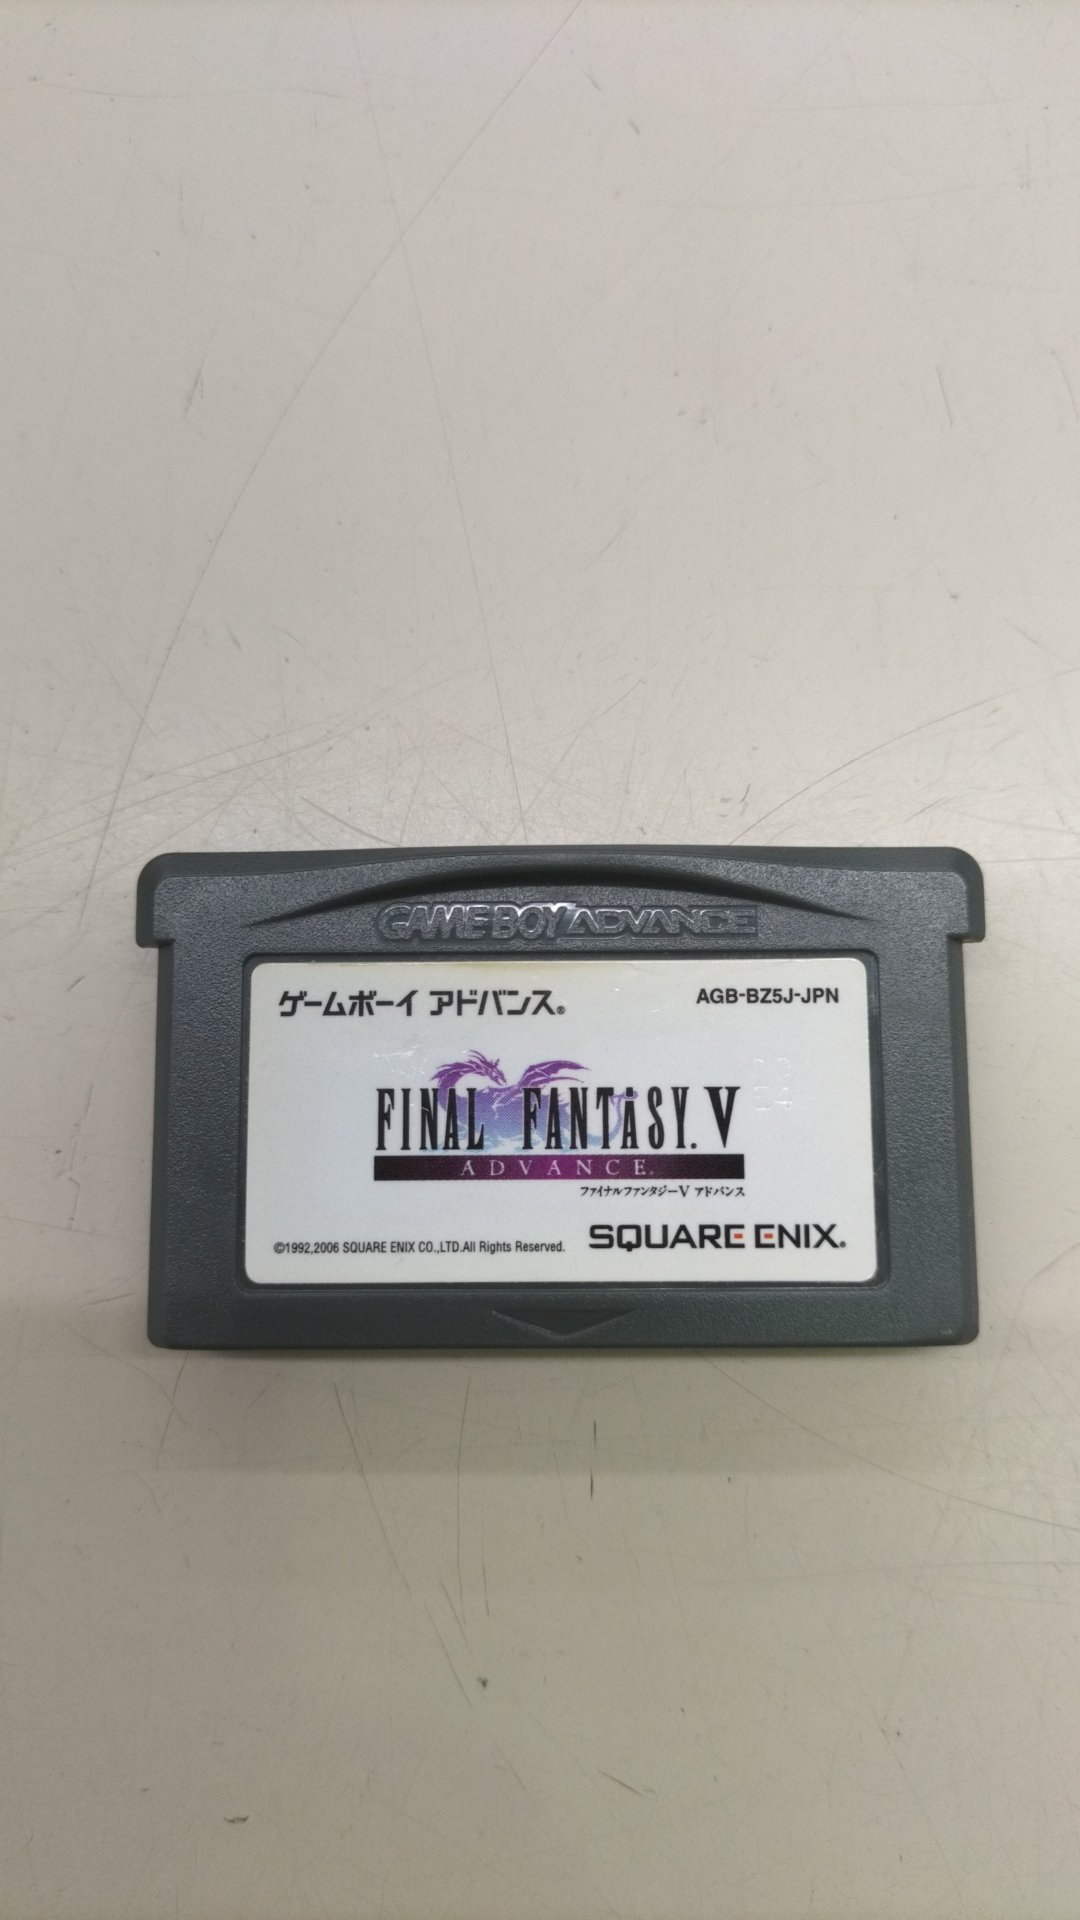 GAME BOY ADVANCE
ゲームボーイ アドバンス®
AGB-BZ5J-JPN
FINAL FANTASY. V
ADVANCE.
ファイナルファンタジーV アドバンス
©1992,2006 SQUARE ENIX CO.,LTD.All Rights Reserved.
SQUARE ENIX®